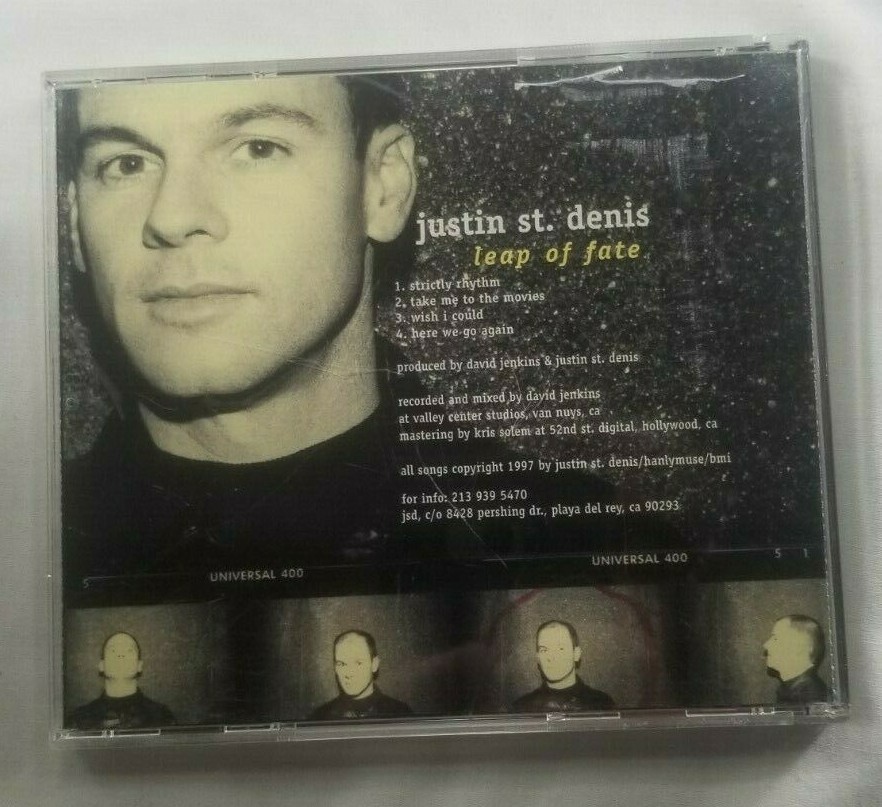 justin st. denis
leap of fate
1. strictly rhythm
2. take me to the movies
3. wish i could
4. here we go again
produced by david jenkins & justin st. denis
recorded and mixed by david jenkins
at valley center studios, van nuys, ca
mastering by kris solem at 52nd st. digital, hollywood, ca
all songs copyright 1997 by justin st. denis/hanlymuse/bmi
for info: 213 939 5470
jsd, c/o 8428 pershing dr., playa del rey, ca 90293
5 UNIVERSAL 400 UNIVERSAL 400 5 1